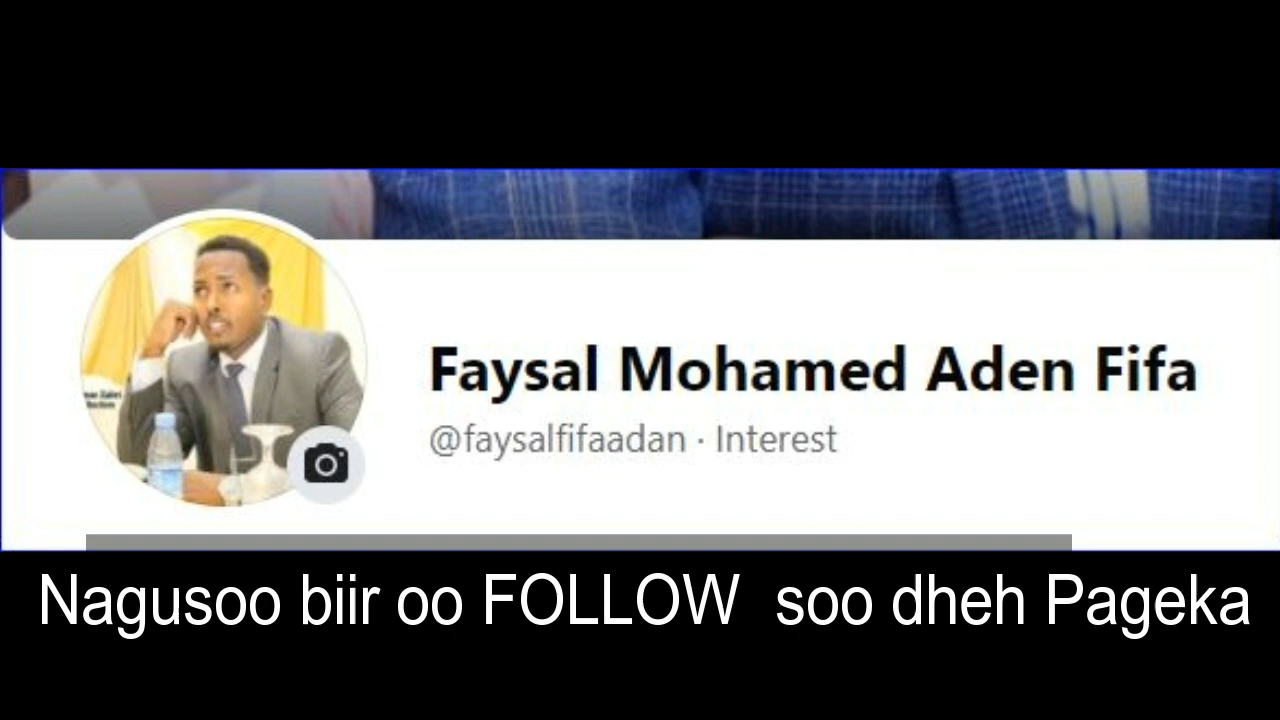 Faysal Mohamed Aden Fifa
@faysalfifaadan · Interest
Nagusoo biir oo FOLLOW soo dheh Pageka